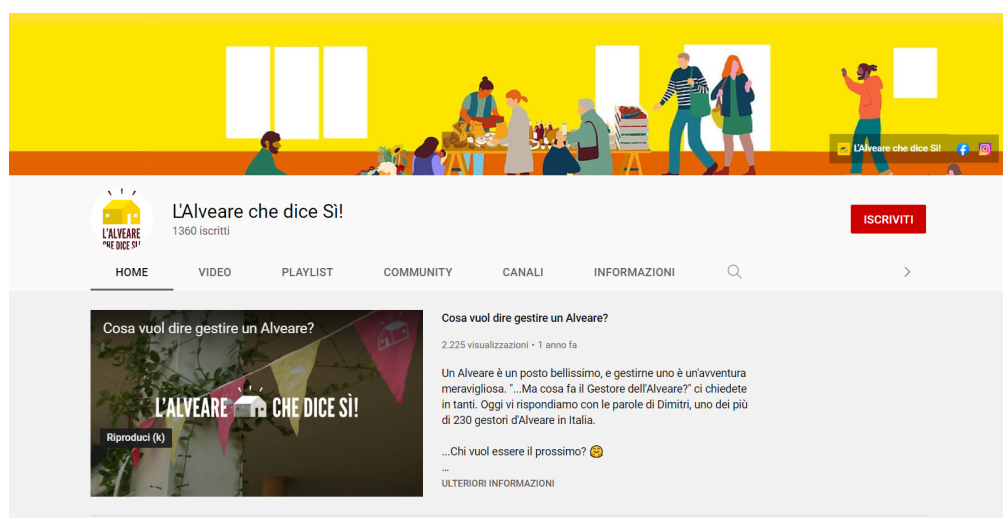 L'Alveare che dice Sì!
L'ALVEARE
CHE DICE SÌ!
L'Alveare che dice Sì!
1360 iscritti
ISCRIVITI
HOME VIDEO PLAYLIST COMMUNITY CANALI INFORMAZIONI
Cosa vuol dire gestire un Alveare?
L'ALVEARE CHE DICE SÌ!
Riproduci (k)
Cosa vuol dire gestire un Alveare?
2.225 visualizzazioni • 1 anno fa
Un Alveare è un posto bellissimo, e gestirne uno è un'avventura
meravigliosa. "...Ma cosa fa il Gestore dell'Alveare?" ci chiedete
in tanti. Oggi vi rispondiamo con le parole di Dimitri, uno dei più
di 230 gestori d'Alveare in Italia.
...Chi vuol essere il prossimo? 🤗
...
ULTERIORI INFORMAZIONI